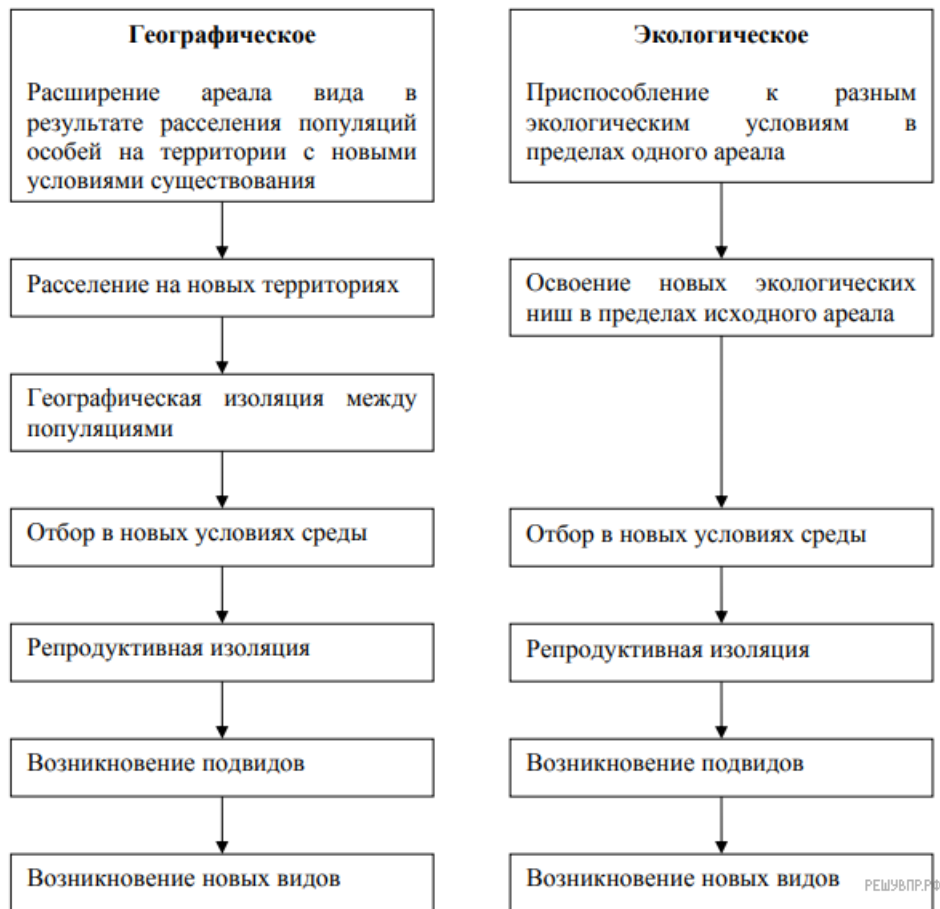 Географическое
Расширение ареала вида в
результате расселения популяций
особей на территории с новыми
условиями существования
Расселение на новых территориях
Географическая изоляция между
популяциями
Отбор в новых условиях среды
Репродуктивная изоляция
Возникновение подвидов
Возникновение новых видов
Экологическое
Приспособление к разным
экологическим условиям в
пределах одного ареала
Освоение новых экологических
ниш в пределах исходного ареала
Отбор в новых условиях среды
Репродуктивная изоляция
Возникновение подвидов
Возникновение новых видов
РЕШУВПР.РФ